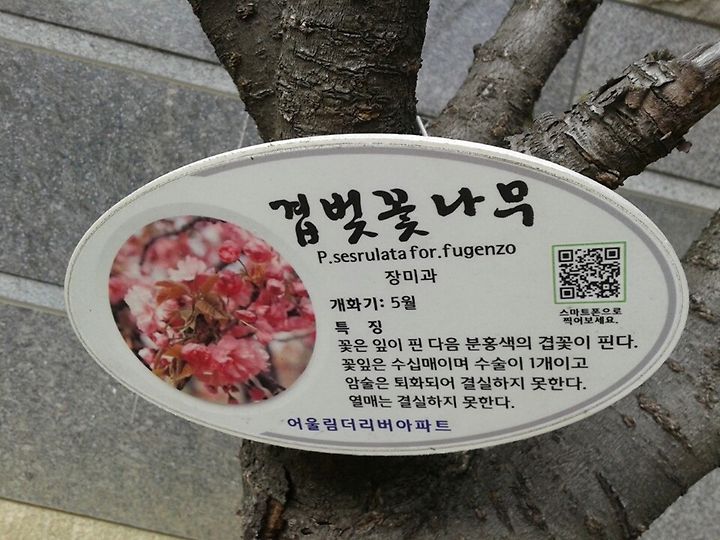 겹벚꽃나무
P.sesrulata for.fugenzo
장미과
개화기: 5월
특 징
꽃은 잎이 핀 다음 분홍색의 겹꽃이 핀다.
꽃잎은 수십매이며 수술이 1개이고
암술은 퇴화되어 결실하지 못한다.
열매는 결실하지 못한다.
스마트폰으로
찍어보세요.
어울림더리버아파트